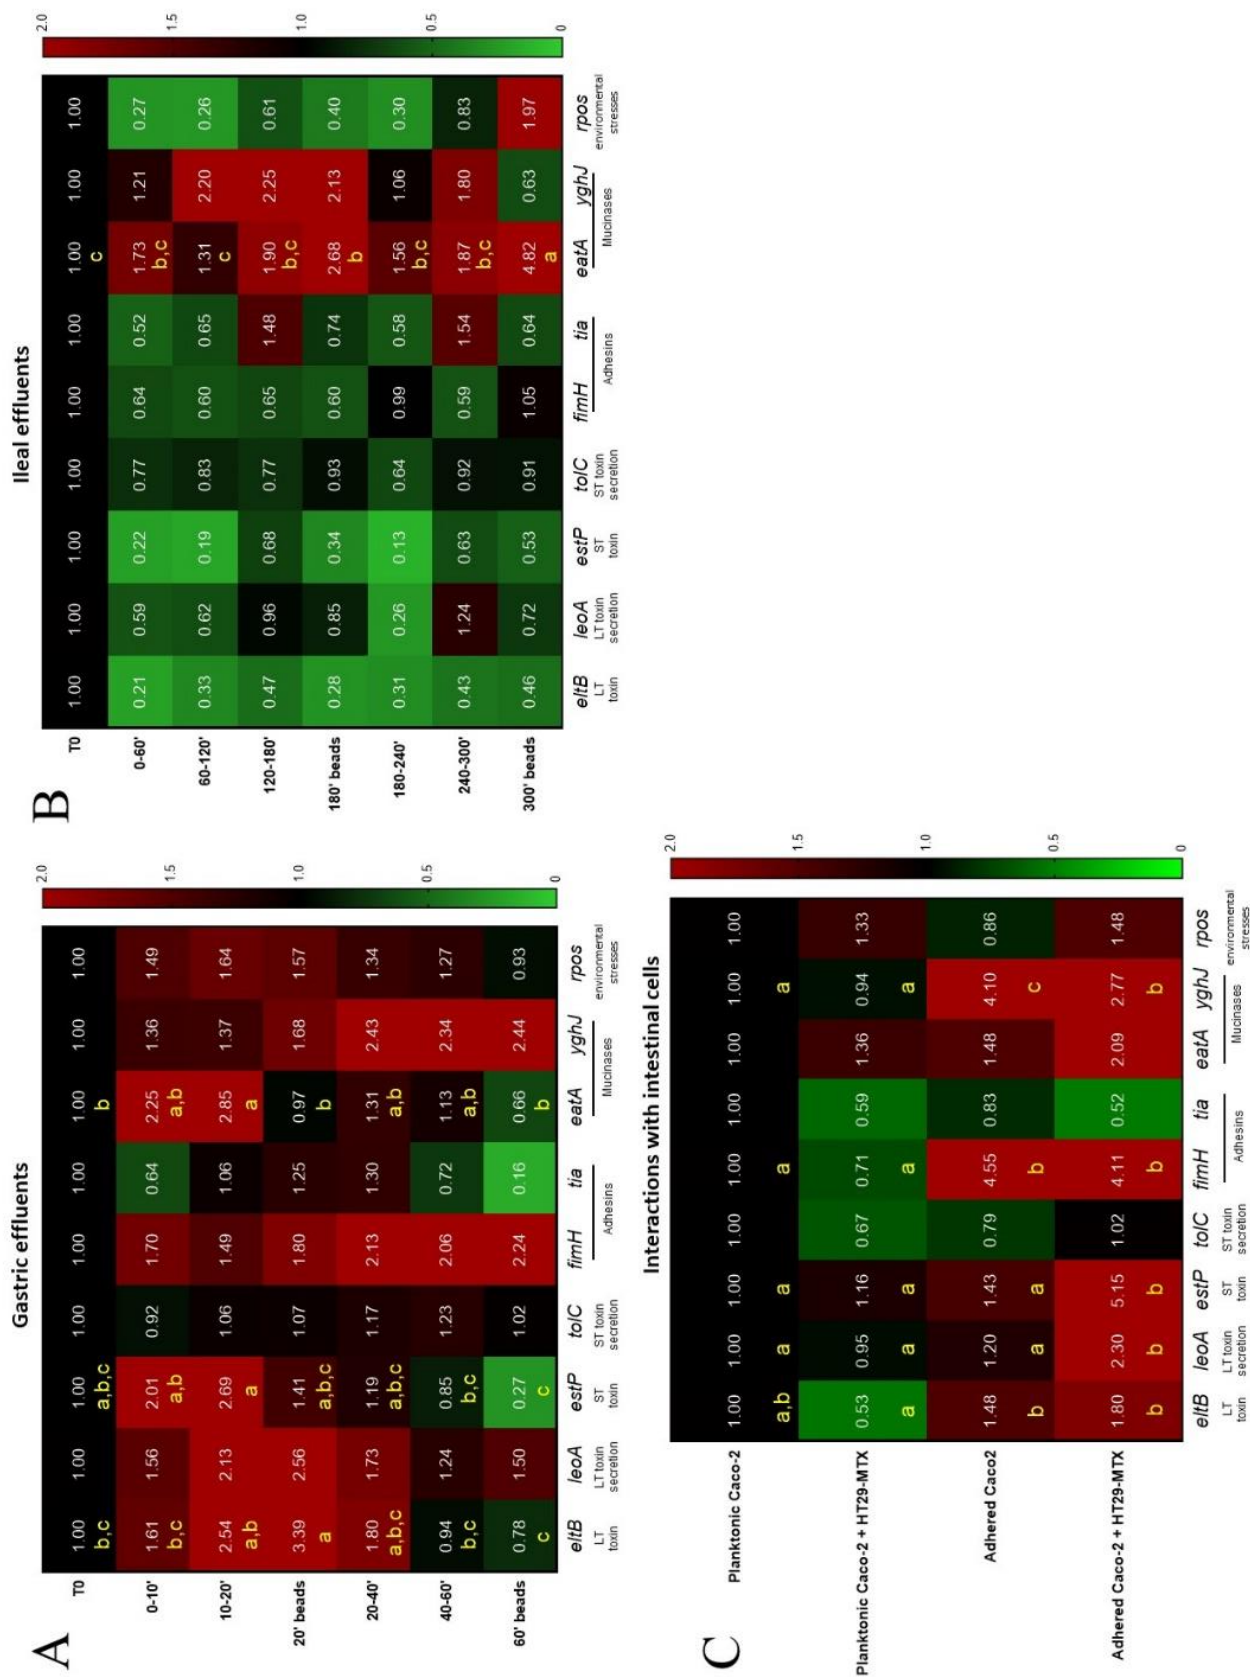 A
Gastric effluents
T0 1.00 1.00 1.00 1.00 1.00 1.00 1.00 1.00 1.00
b,c a,b,c b
0-10' 1.61 1.56 2.01 0.92 1.70 0.64 2.25 1.36 1.49
b,c a,b a,b
10-20' 2.54 2.13 2.69 1.06 1.49 1.06 2.85 1.37 1.64
a,b a a
20' beads 3.39 2.56 1.41 1.07 1.80 1.25 0.97 1.68 1.57
a a,b,c b
20-40' 1.80 1.73 1.19 1.17 2.13 1.30 1.31 2.43 1.34
a,b,c a,b,c a,b
40-60' 0.94 1.24 0.85 1.23 2.06 0.72 1.13 2.34 1.27
b,c b,c a,b
60' beads 0.78 1.50 0.27 1.02 2.24 0.16 0.66 2.44 0.93
c c b
eltB leoA estP tolC fimH tia eatA yghJ rpos
LT toxin LT toxin secretion ST toxin ST toxin secretion Adhesins Mucinases environmental stresses
2.0
1.5
1.0
0.5
0
B
Ileal effluents
T0 1.00 1.00 1.00 1.00 1.00 1.00 1.00 1.00 1.00
c
0-60' 0.21 0.59 0.22 0.77 0.64 0.52 1.73 1.21 0.27
b,c
60-120' 0.33 0.62 0.19 0.83 0.60 0.65 1.31 2.20 0.26
c
120-180' 0.47 0.96 0.68 0.77 0.65 1.48 1.90 2.25 0.61
b,c
180' beads 0.28 0.85 0.34 0.93 0.60 0.74 2.68 2.13 0.40
b
180-240' 0.31 0.26 0.13 0.64 0.99 0.58 1.56 1.06 0.30
b,c
240-300' 0.43 1.24 0.63 0.92 0.59 1.54 1.87 1.80 0.83
b,c
300' beads 0.46 0.72 0.53 0.91 1.05 0.64 4.82 0.63 1.97
a
eltB leoA estP tolC fimH tia eatA yghJ rpos
LT toxin LT toxin secretion ST toxin ST toxin secretion Adhesins Mucinases environmental stresses
2.0
1.5
1.0
0.5
0
C
Interactions with intestinal cells
Planktonic Caco-2 1.00 1.00 1.00 1.00 1.00 1.00 1.00 1.00 1.00
a,b a a a a
Planktonic Caco-2 + HT29-MTX 0.53 0.95 1.16 0.67 0.71 0.59 1.36 0.94 1.33
a a a a a
Adhered Caco2 1.48 1.20 1.43 0.79 4.55 0.83 1.48 4.10 0.86
b a a b c
Adhered Caco-2 + HT29-MTX 1.80 2.30 5.15 1.02 4.11 0.52 2.09 2.77 1.48
b b b b b
eltB leoA estP tolC fimH tia eatA yghJ rpos
LT toxin LT toxin secretion ST toxin ST toxin secretion Adhesins Mucinases environmental stresses
2.0
1.5
1.0
0.5
0